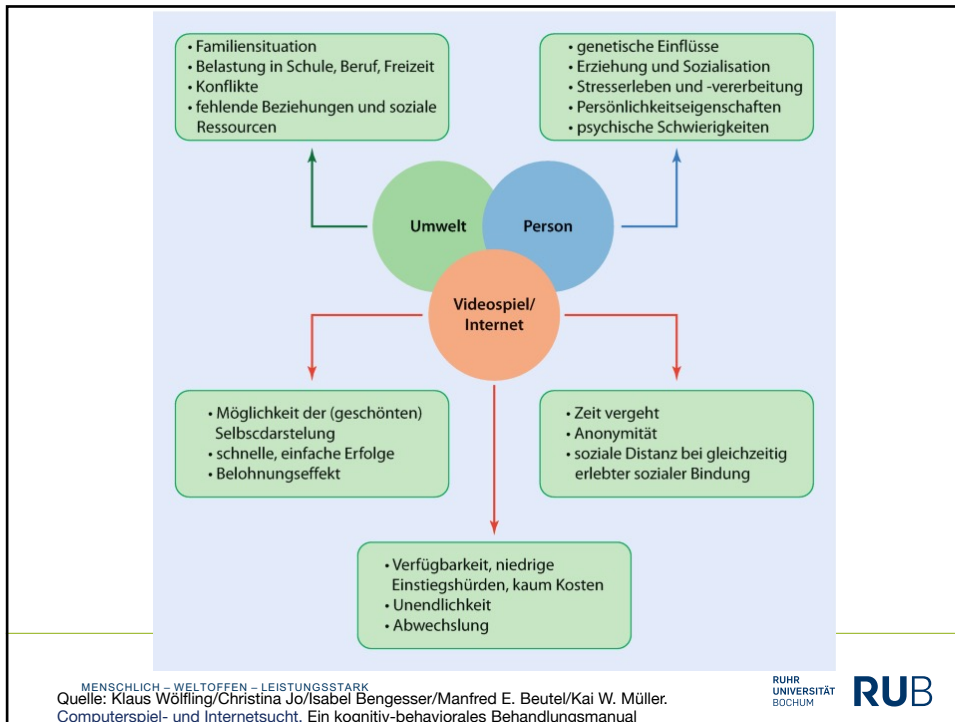 • Familiensituation
• Belastung in Schule, Beruf, Freizeit
• Konflikte
• fehlende Beziehungen und soziale
Ressourcen
• genetische Einflüsse
• Erziehung und Sozialisation
• Stresserleben und -vererbeitung
• Persönlichkeitseigenschaften
• psychische Schwierigkeiten
Umwelt
Person
Videospiel/
Internet
• Möglichkeit der (geschönten)
Selbscdarstelung
• schnelle, einfache Erfolge
• Belohnungseffekt
• Zeit vergeht
• Anonymität
• soziale Distanz bei gleichzeitig
erlebter sozialer Bindung
• Verfügbarkeit, niedrige
Einstiegshürden, kaum Kosten
• Unendlichkeit
• Abwechslung
MENSCHLICH – WELTOFFEN – LEISTUNGSSTARK
Quelle: Klaus Wölfling/Christina Jo/Isabel Bengesser/Manfred E. Beutel/Kai W. Müller.
Computerspiel- und Internetsucht. Ein kognitiv-behaviorales Behandlungsmanual
RUHR
UNIVERSITÄT
BOCHUM
RUB